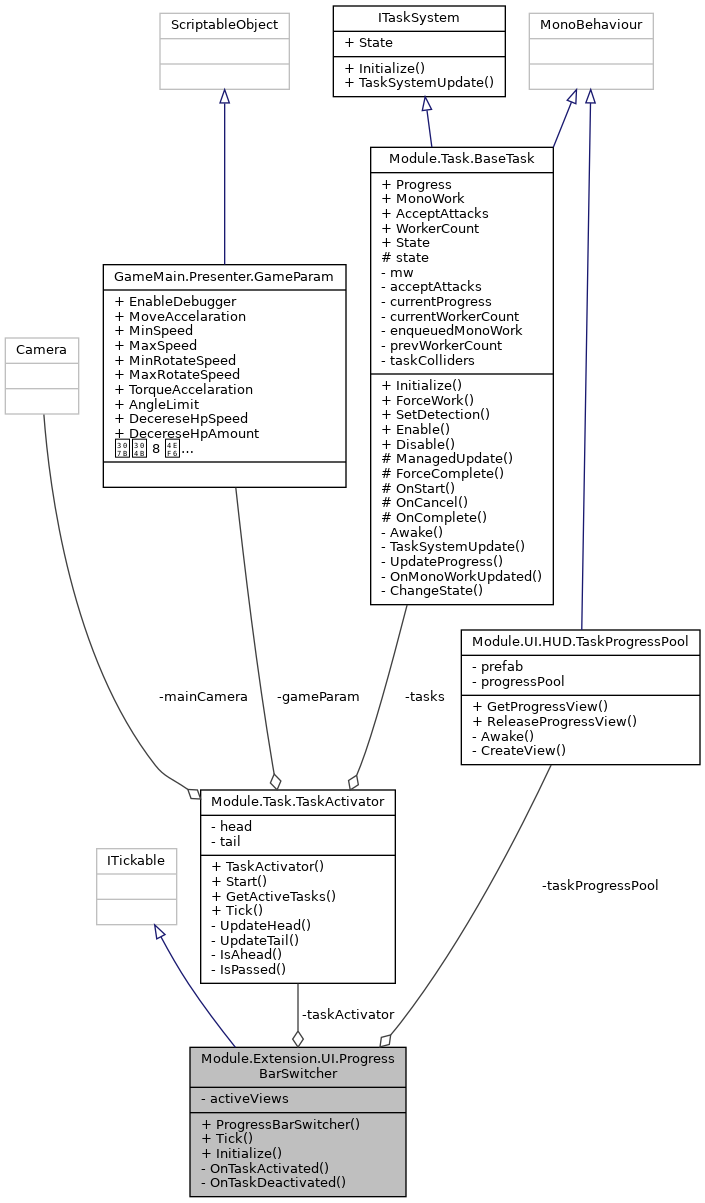 ScriptableObject
ITaskSystem
+ State
+ Initialize()
+ TaskSystemUpdate()
MonoBehaviour
Module.Task.BaseTask
+ Progress
+ MonoWork
+ AcceptAttacks
+ WorkerCount
+ State
# state
- mw
- acceptAttacks
- currentProgress
- currentWorkerCount
- enqueuedMonoWork
- prevWorkerCount
- taskColliders
+ Initialize()
+ ForceWork()
+ SetDetection()
+ Enable()
+ Disable()
# ManagedUpdate()
# ForceComplete()
# OnStart()
# OnCancel()
# OnComplete()
- Awake()
- TaskSystemUpdate()
- UpdateProgress()
- OnMonoWorkUpdated()
- ChangeState()
GameMain.Presenter.GameParam
+ EnableDebugger
+ MoveAccelaration
+ MinSpeed
+ MaxSpeed
+ MinRotateSpeed
+ MaxRotateSpeed
+ TorqueAccelaration
+ AngleLimit
+ DecereseHpSpeed
+ DecereseHpAmount
8 ...
Camera
Module.UI.HUD.TaskProgressPool
- prefab
- progressPool
+ GetProgressView()
+ ReleaseProgressView()
- Awake()
- CreateView()
-mainCamera
-gameParam
-tasks
Module.Task.TaskActivator
- head
- tail
+ TaskActivator()
+ Start()
+ GetActiveTasks()
+ Tick()
- UpdateHead()
- UpdateTail()
- IsAhead()
- IsPassed()
ITickable
-taskProgressPool
-taskActivator
Module.Extension.UI.Progress
BarSwitcher
- activeViews
+ ProgressBarSwitcher()
+ Tick()
+ Initialize()
- OnTaskActivated()
- OnTaskDeactivated()